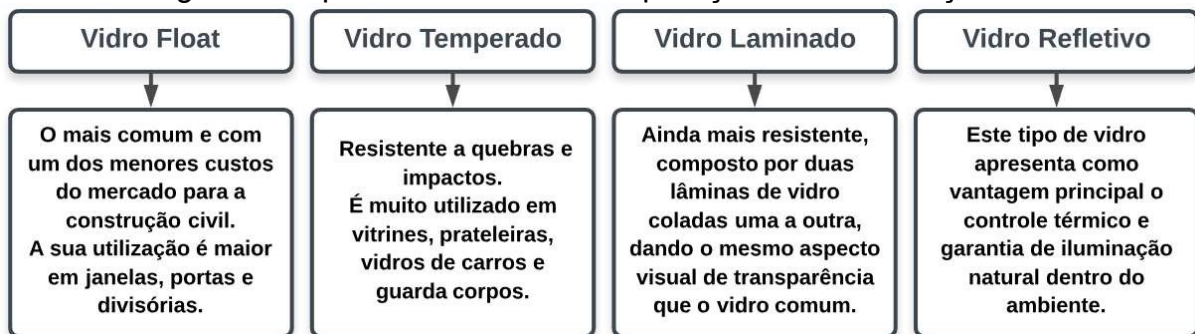 Vidro Float
Vidro Temperado
Vidro Laminado
Vidro Refletivo
O mais comum e com
um dos menores custos
do mercado para a
construção civil.
A sua utilização é maior
em janelas, portas e
divisórias.
Resistente a quebras e
impactos.
É muito utilizado em
vitrines, prateleiras,
vidros de carros e
guarda corpos.
Ainda mais resistente,
composto por duas
lâminas de vidro
coladas uma a outra,
dando o mesmo aspecto
visual de transparência
que o vidro comum.
Este tipo de vidro
apresenta como
vantagem principal o
controle térmico e
garantia de iluminação
natural dentro do
ambiente.